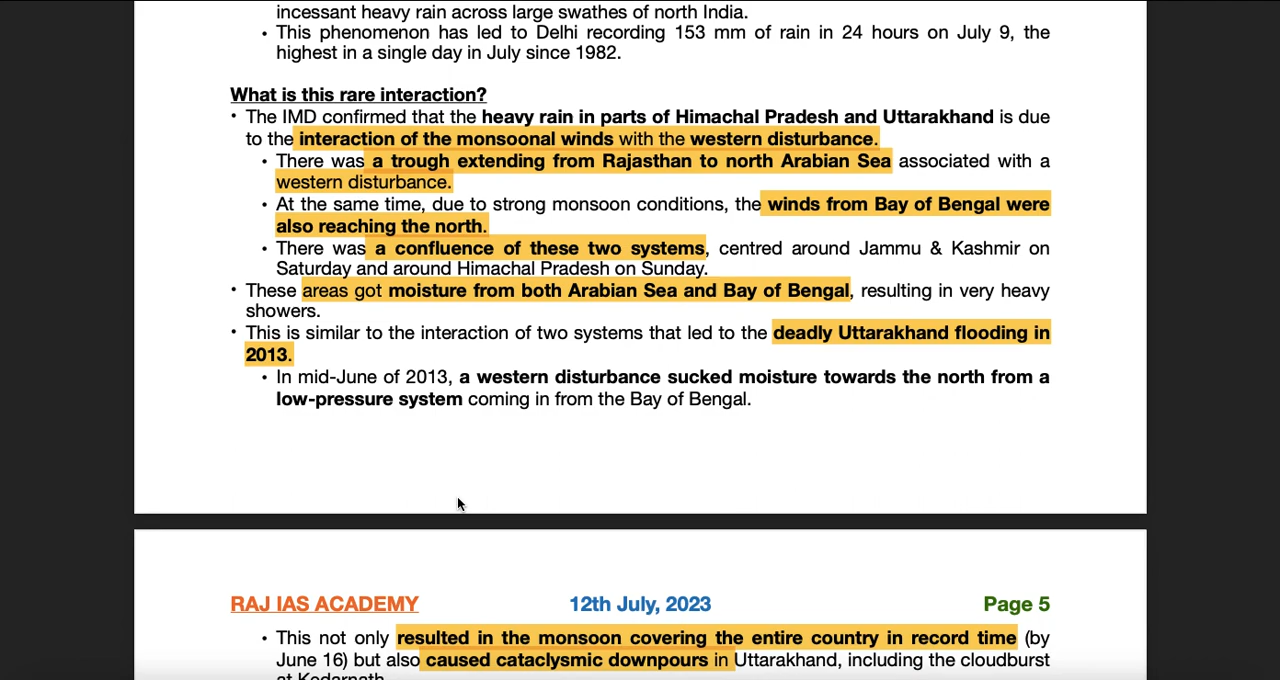 incessant heavy rain across large swathes of north India.
• This phenomenon has led to Delhi recording 153 mm of rain in 24 hours on July 9, the
highest in a single day in July since 1982.
What is this rare interaction?
• The IMD confirmed that the heavy rain in parts of Himachal Pradesh and Uttarakhand is due
to the interaction of the monsoonal winds with the western disturbance.
• There was a trough extending from Rajasthan to north Arabian Sea associated with a
western disturbance.
• At the same time, due to strong monsoon conditions, the winds from Bay of Bengal were
also reaching the north.
• There was a confluence of these two systems, centred around Jammu & Kashmir on
Saturday and around Himachal Pradesh on Sunday.
• These areas got moisture from both Arabian Sea and Bay of Bengal, resulting in very heavy
showers.
• This is similar to the interaction of two systems that led to the deadly Uttarakhand flooding in
2013.
• In mid-June of 2013, a western disturbance sucked moisture towards the north from a
low-pressure system coming in from the Bay of Bengal.
RAJ IAS ACADEMY 12th July, 2023 Page 5
• This not only resulted in the monsoon covering the entire country in record time (by
June 16) but also caused cataclysmic downpours in Uttarakhand, including the cloudburst
at Kedarnath.